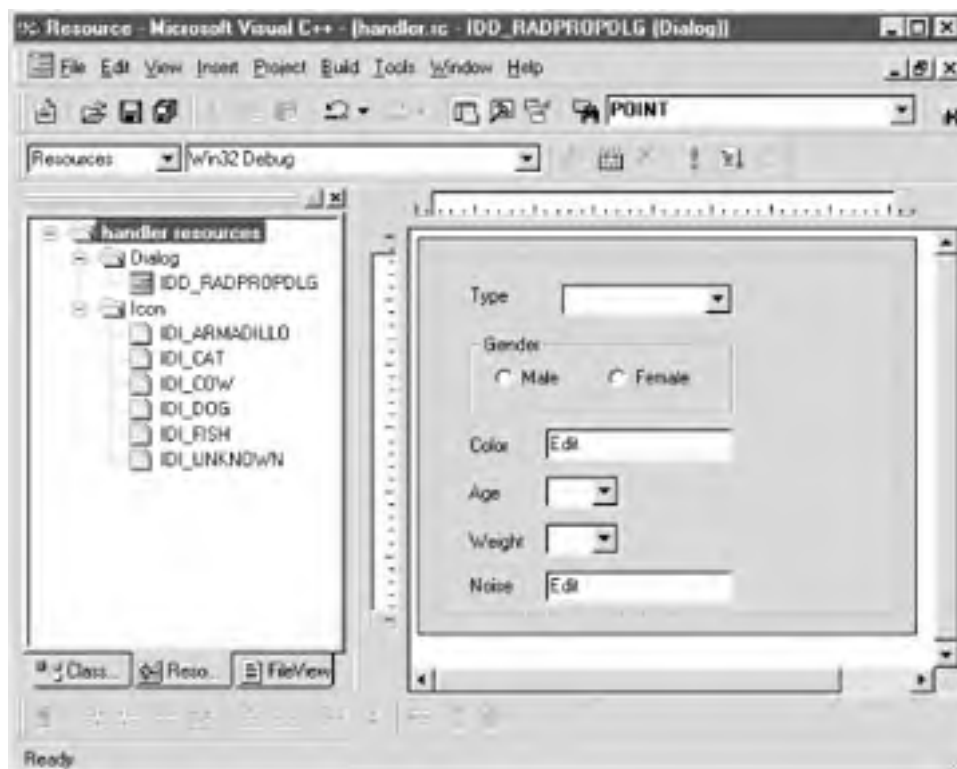 Resource - Microsoft Visual C++ - [handler.rc - IDD_RADPROPDLG (Dialog)]
File Edit View Insert Project Build Tools Window Help
POINT
Resources Win32 Debug
handler resources
Dialog
IDD_RADPROPDLG
Icon
IDI_ARMADILLO
IDI_CAT
IDI_COW
IDI_DOG
IDI_FISH
IDI_UNKNOWN
Class... Reso... FileView
Type
Gender
Male Female
Color Edit
Age
Weight
Noise Edit
Ready